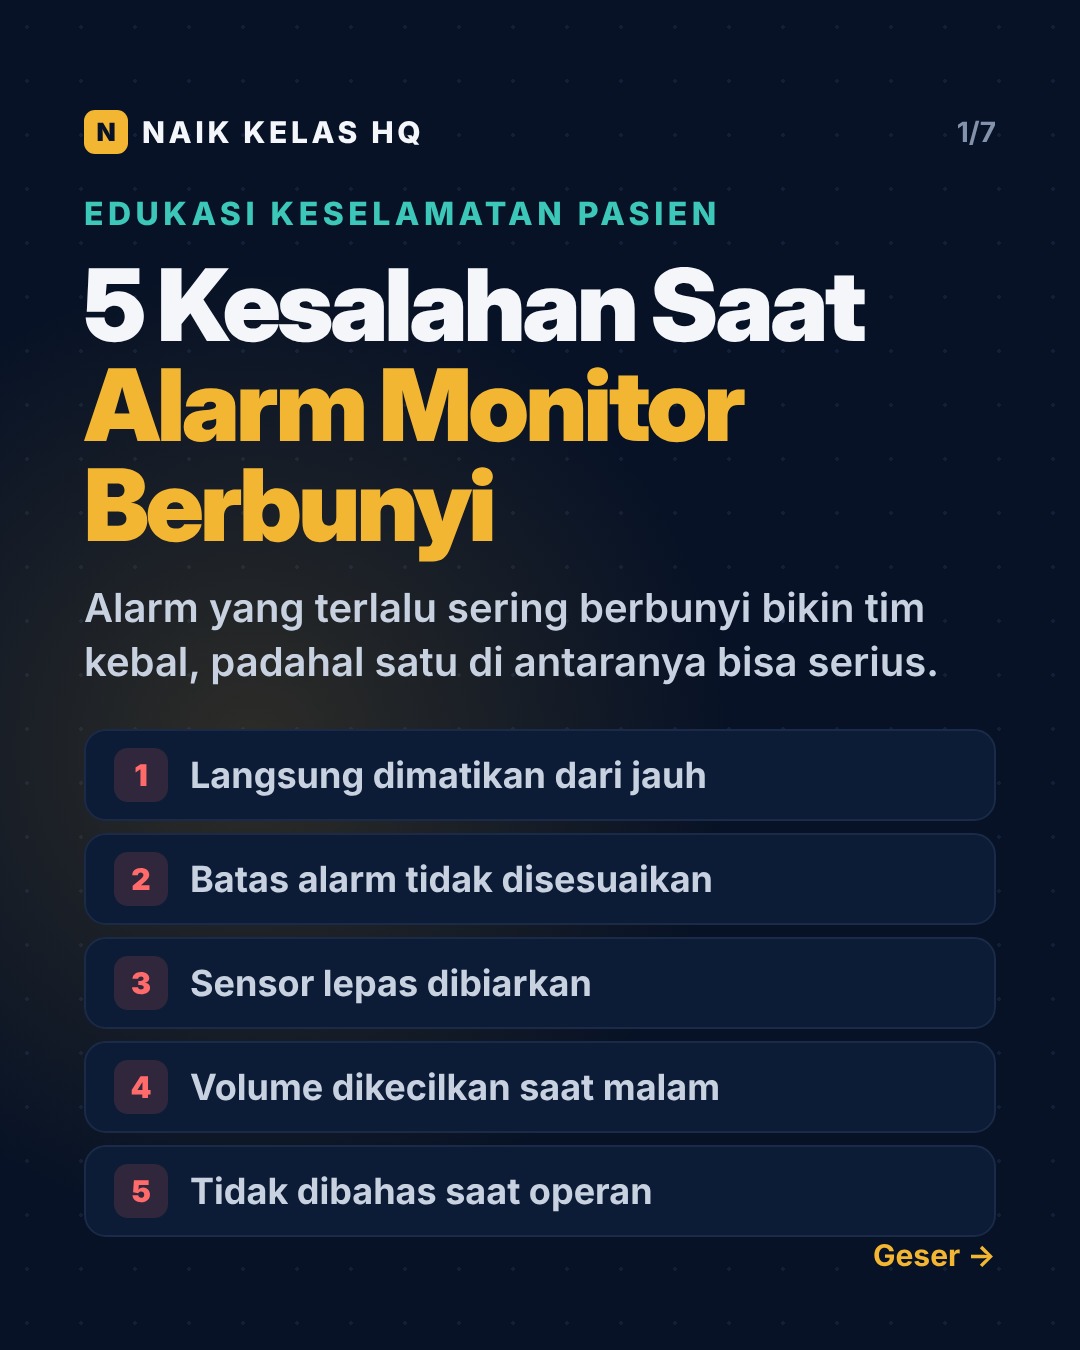 N NAIK KELAS HQ
1/7
EDUKASI KESELAMATAN PASIEN
5 Kesalahan Saat
Alarm Monitor
Berbunyi
Alarm yang terlalu sering berbunyi bikin tim
kebal, padahal satu di antaranya bisa serius.
1 Langsung dimatikan dari jauh
2 Batas alarm tidak disesuaikan
3 Sensor lepas dibiarkan
4 Volume dikecilkan saat malam
5 Tidak dibahas saat operan
Geser →